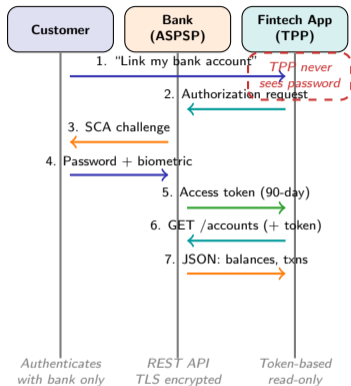 Customer
Bank
(ASPSP)
Fintech App
(TPP)
1. “Link my bank account”
TPP never
sees password
2. Authorization request
3. SCA challenge
4. Password + biometric
5. Access token (90-day)
6. GET /accounts (+ token)
7. JSON: balances, txns
Authenticates
with bank only
REST API
TLS encrypted
Token-based
read-only